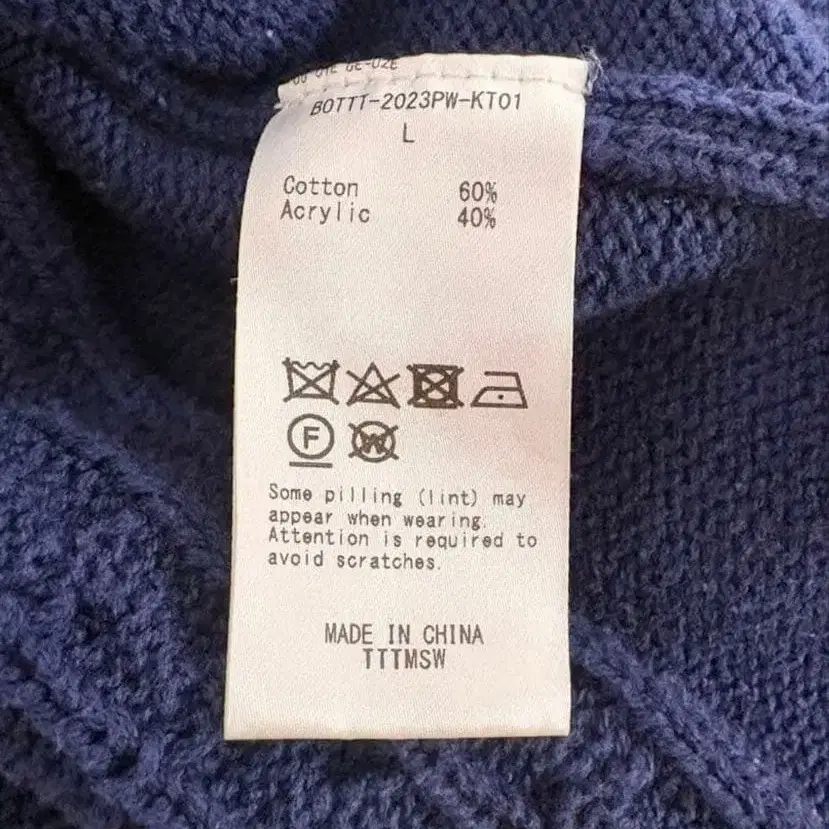 BOTTT-2023PW-KT01
L
Cotton 60%
Acrylic 40%
F
W
Some pilling (lint) may
appear when wearing.
Attention is required to
avoid scratches.
MADE IN CHINA
TTTMSW